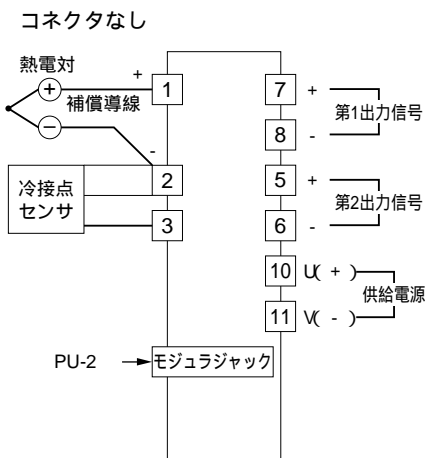 コネクタなし
熱電対
+
+
補償導線
−
-
1
2
3
冷接点
センサ
7
+
8
-
第1出力信号
5
+
6
-
第2出力信号
10
U( + )
11
V( - )
供給電源
PU-2
モジュラジャック